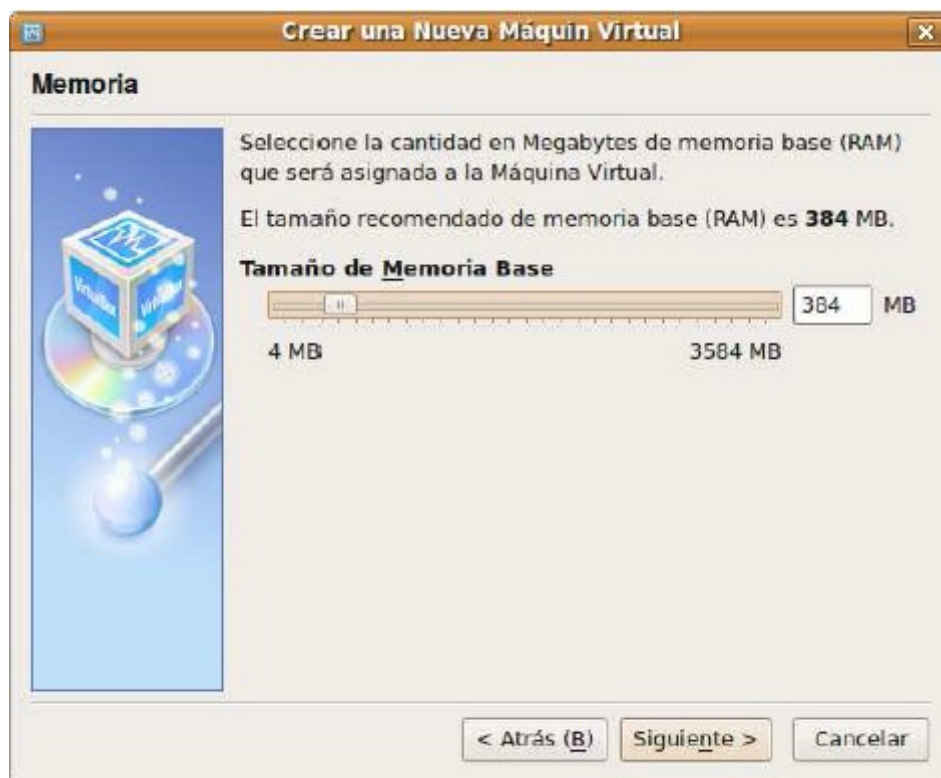 Crear una Nueva Máquin Virtual
Memoria
Seleccione la cantidad en Megabytes de memoria base (RAM)
que será asignada a la Máquina Virtual.
El tamaño recomendado de memoria base (RAM) es 384 MB.
Tamaño de Memoria Base
384 MB
4 MB 3584 MB
VirtualBox
< Atrás (B) Siguiente > Cancelar